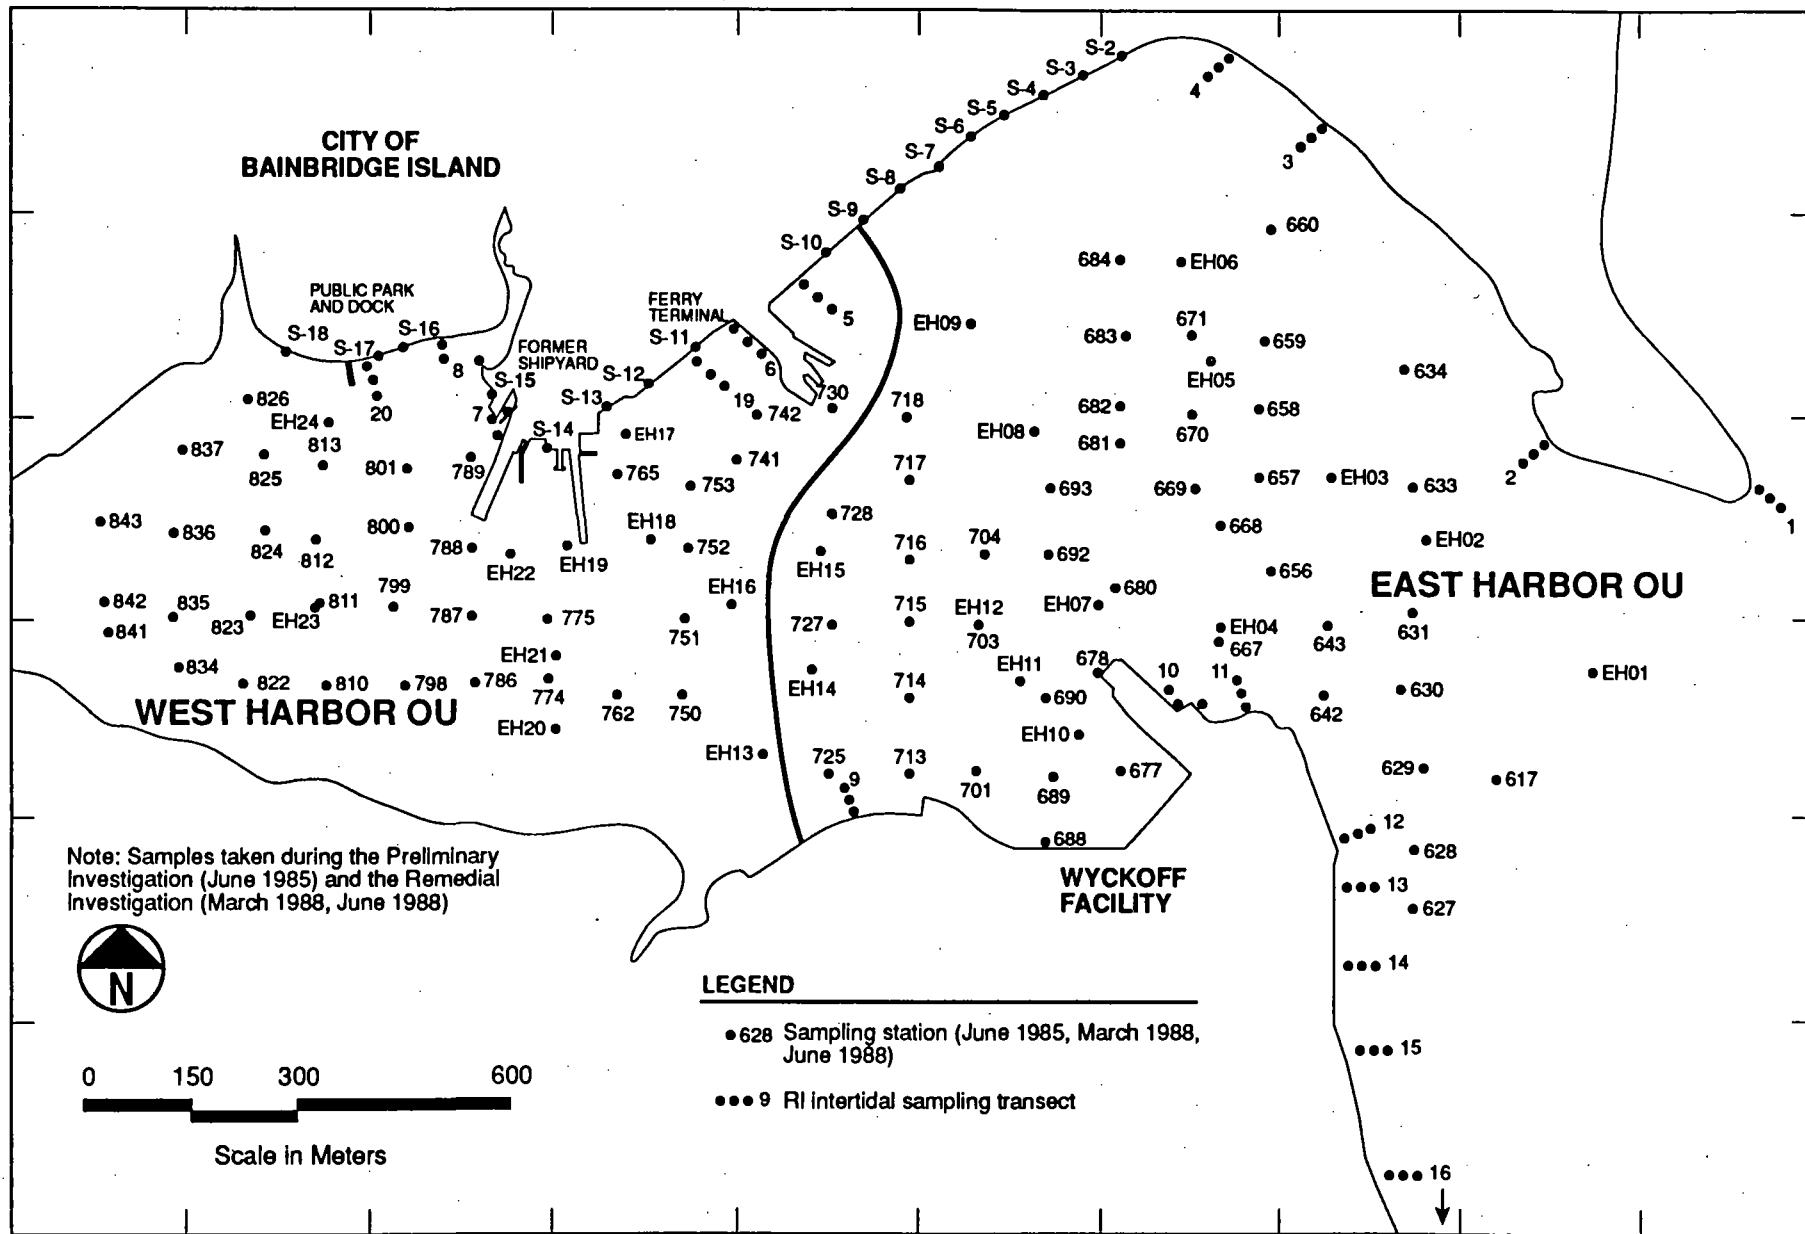 S-2
S-3
S-4
4
S-5
S-6
CITY OF
BAINBRIDGE ISLAND
S-7
3
S-8
S-9
660
S-10
684
EH06
PUBLIC PARK
AND DOCK
FERRY
TERMINAL
5
EH09
S-18
S-17
S-16
S-11
683
671
659
FORMER
SHIPYARD
8
6
EH05
634
S-15
S-12
826
20
7
S-13
19
742
730
718
682
670
658
EH24
EH17
EH08
681
813
S-14
837
825
801
789
765
753
741
717
693
669
657
EH03
633
2
1
843
836
824
812
800
788
EH22
EH19
EH18
752
728
EH15
716
704
692
668
EH02
656
EAST HARBOR OU
842
835
841
823
EH23
811
799
787
775
751
EH16
727
715
EH12
703
EH07
680
EH04
667
643
631
834
822
810
798
786
EH21
774
762
750
EH14
714
EH11
690
678
10
11
642
630
EH01
WEST HARBOR OU
EH20
EH13
EH10
725
9
713
701
689
677
629
617
12
688
628
Note: Samples taken during the Preliminary
Investigation (June 1985) and the Remedial
Investigation (March 1988, June 1988)
WYCKOFF
FACILITY
13
627
14
N
LEGEND
628 Sampling station (June 1985, March 1988,
June 1988)
15
0 150 300 600
9 RI intertidal sampling transect
Scale in Meters
16